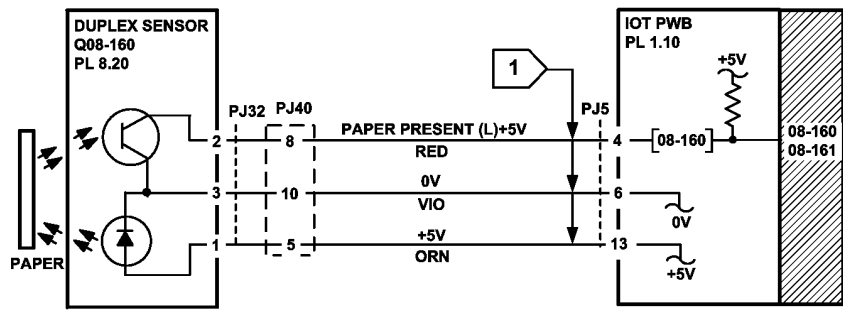 DUPLEX SENSOR
Q08-160
PL 8.20
IOT PWB
PL 1.10
+5V
1
PJ32
PJ40
PJ5
2
8
PAPER PRESENT (L)+5V
RED
4
[08-160]
08-160
08-161
3
10
0V
VIO
6
0V
1
5
+5V
ORN
13
+5V
PAPER